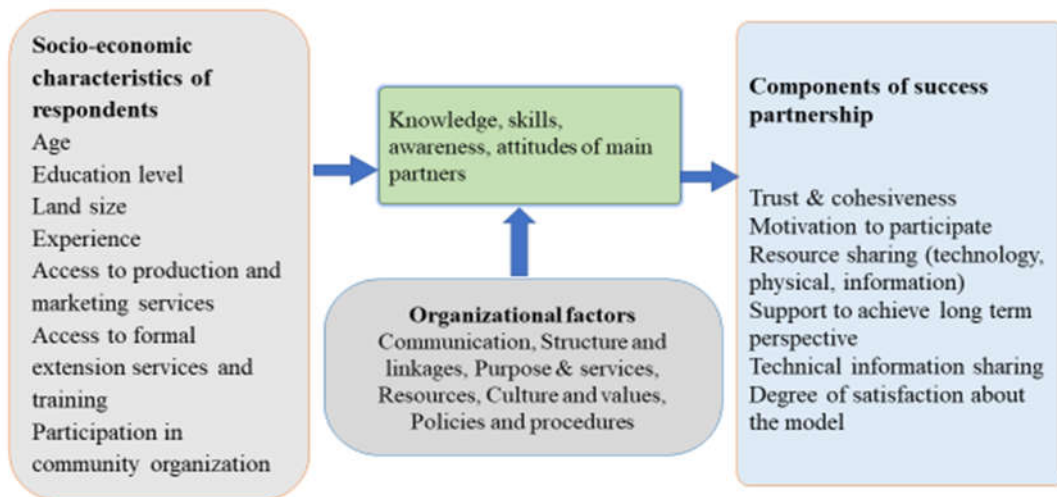 Socio-economic
characteristics of
respondents
Age
Education level
Land size
Experience
Access to production and
marketing services
Access to formal
extension services and
training
Participation in
community organization
Knowledge, skills,
awareness, attitudes of main
partners
Organizational factors
Communication, Structure and
linkages, Purpose & services,
Resources, Culture and values,
Policies and procedures
Components of success
partnership
Trust & cohesiveness
Motivation to participate
Resource sharing (technology,
physical, information)
Support to achieve long term
perspective
Technical information sharing
Degree of satisfaction about
the model